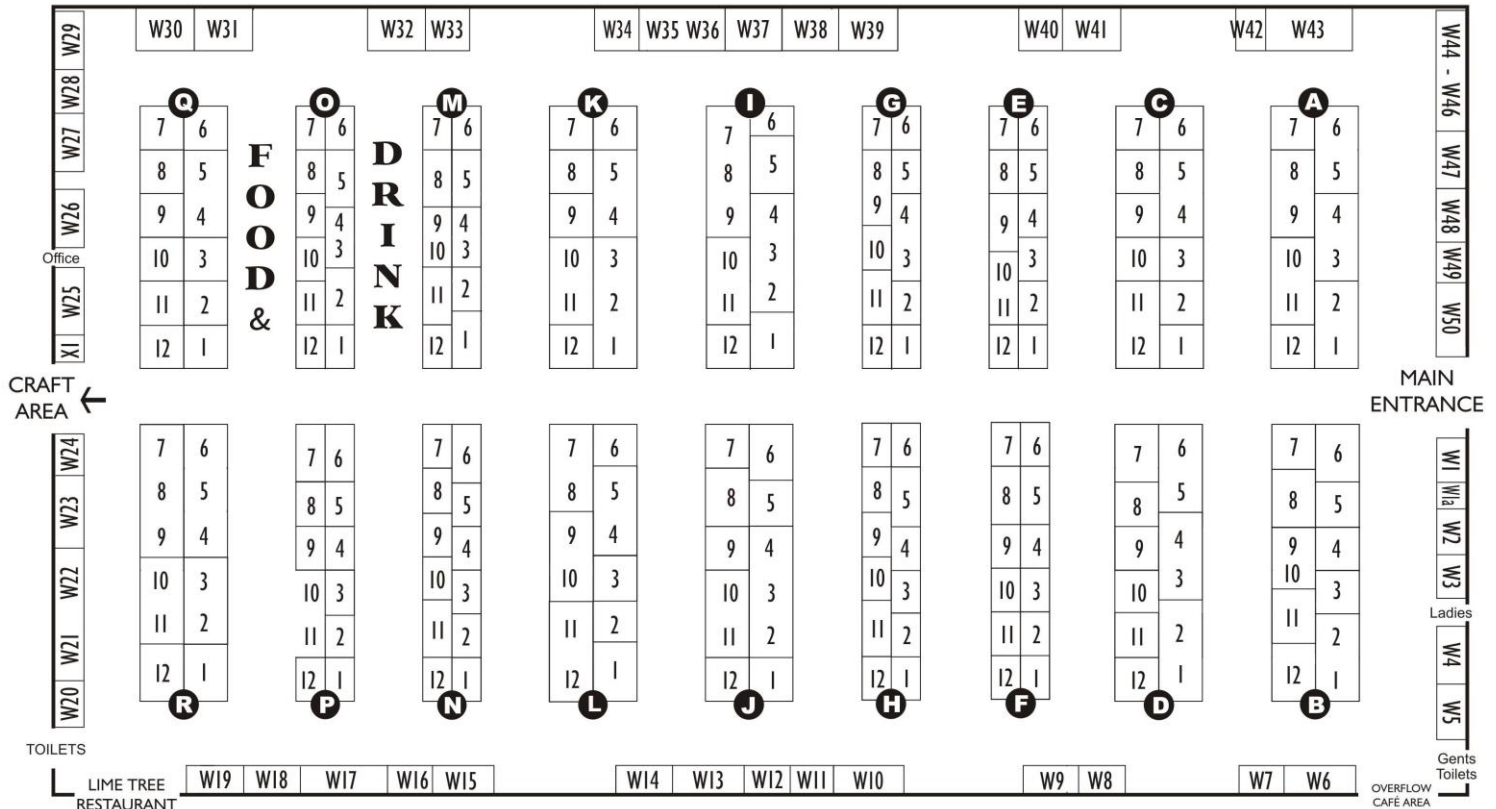 W30 W31 W32 W33 W34 W35 W36 W37 W38 W39 W40 W41 W42 W43
W29
W28
W27
W26
Office
W25
X1
CRAFT
AREA
W24
W23
W22
W21
W20
TOILETS
LIME TREE
RESTAURANT
Q
7 6
8 5
9 4
10 3
11 2
12 1
FOOD &
O
7 6
8 5
9 4
10 3
11 2
12 1
DRINK
M
7 6
8 5
9 4
10 3
11 2
12 1
K
7 6
8 5
9 4
10 3
11 2
12 1
I
7 6
8 5
9 4
10 3
11 2
12 1
G
7 6
8 5
9 4
10 3
11 2
12 1
E
7 6
8 5
9 4
10 3
11 2
12 1
C
7 6
8 5
9 4
10 3
11 2
12 1
A
7 6
8 5
9 4
10 3
11 2
12 1
W44 - W46
W47
W48
W49
W50
MAIN
ENTRANCE
7 6
8 5
9 4
10 3
11 2
12 1
R
7 6
8 5
9 4
10 3
11 2
12 1
P
7 6
8 5
9 4
10 3
11 2
12 1
N
7 6
8 5
9 4
10 3
11 2
12 1
L
7 6
8 5
9 4
10 3
11 2
12 1
J
7 6
8 5
9 4
10 3
11 2
12 1
H
7 6
8 5
9 4
10 3
11 2
12 1
F
7 6
8 5
9 4
10 3
11 2
12 1
D
7 6
8 5
9 4
10 3
11 2
12 1
B
W1
W1a
W2
W3
Ladies
W4
W5
Gents
Toilets
W19 W18 W17 W16 W15 W14 W13 W12 W11 W10 W9 W8 W7 W6
OVERFLOW
CAFÉ AREA